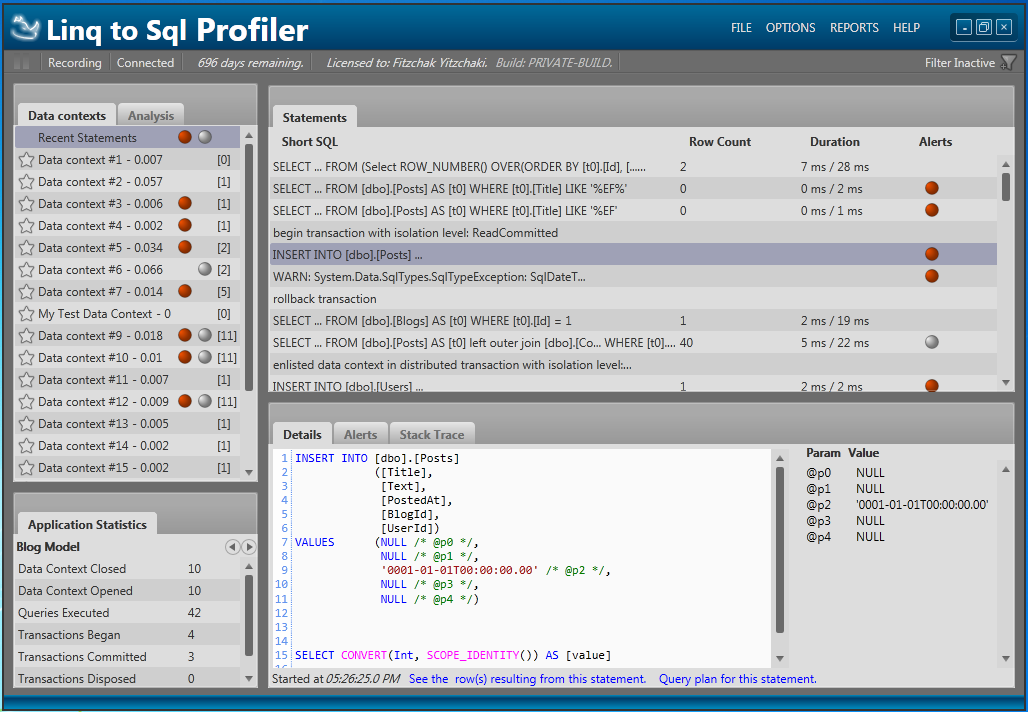 Linq to Sql Profiler
FILE OPTIONS REPORTS HELP
Recording Connected 696 days remaining. Licensed to: Fitzchak Yitzchaki. Build: PRIVATE-BUILD. Filter Inactive
Data contexts Analysis
Recent Statements
Data context #1 - 0.007 [0]
Data context #2 - 0.057 [1]
Data context #3 - 0.006 [1]
Data context #4 - 0.002 [1]
Data context #5 - 0.034 [2]
Data context #6 - 0.066 [2]
Data context #7 - 0.014 [5]
My Test Data Context - 0 [0]
Data context #9 - 0.018 [11]
Data context #10 - 0.01 [11]
Data context #11 - 0.007 [1]
Data context #12 - 0.009 [11]
Data context #13 - 0.005 [1]
Data context #14 - 0.002 [1]
Data context #15 - 0.002 [1]
Application Statistics
Blog Model
Data Context Closed 10
Data Context Opened 10
Queries Executed 42
Transactions Began 4
Transactions Committed 3
Transactions Disposed 0
Statements
Short SQL Row Count Duration Alerts
SELECT ... FROM (Select ROW_NUMBER() OVER(ORDER BY [t0].[Id], [...... 2 7 ms / 28 ms
SELECT ... FROM [dbo].[Posts] AS [t0] WHERE [t0].[Title] LIKE '%EF%' 0 0 ms / 2 ms
SELECT ... FROM [dbo].[Posts] AS [t0] WHERE [t0].[Title] LIKE '%EF' 0 0 ms / 1 ms
begin transaction with isolation level: ReadCommitted
INSERT INTO [dbo].[Posts] ...
WARN: System.Data.SqlTypes.SqlTypeException: SqlDateT...
rollback transaction
SELECT ... FROM [dbo].[Blogs] AS [t0] WHERE [t0].[Id] = 1 1 2 ms / 19 ms
SELECT ... FROM [dbo].[Posts] AS [t0] left outer join [dbo].[Co... WHERE [t0].... 40 5 ms / 22 ms
enlisted data context in distributed transaction with isolation level:...
INSERT INTO [dbo].[Users] ... 1 2 ms / 2 ms
Details Alerts Stack Trace
1 INSERT INTO [dbo].[Posts]
2 ([Title],
3 [Text],
4 [PostedAt],
5 [BlogId],
6 [UserId])
7 VALUES (NULL /* @p0 */,
8 NULL /* @p1 */,
9 '0001-01-01T00:00:00.00' /* @p2 */,
10 NULL /* @p3 */,
11 NULL /* @p4 */)
12
13
14
15 SELECT CONVERT(Int, SCOPE_IDENTITY()) AS [value]
Param Value
@p0 NULL
@p1 NULL
@p2 '0001-01-01T00:00:00.00'
@p3 NULL
@p4 NULL
Started at 05:26:25.0 PM See the row(s) resulting from this statement. Query plan for this statement.